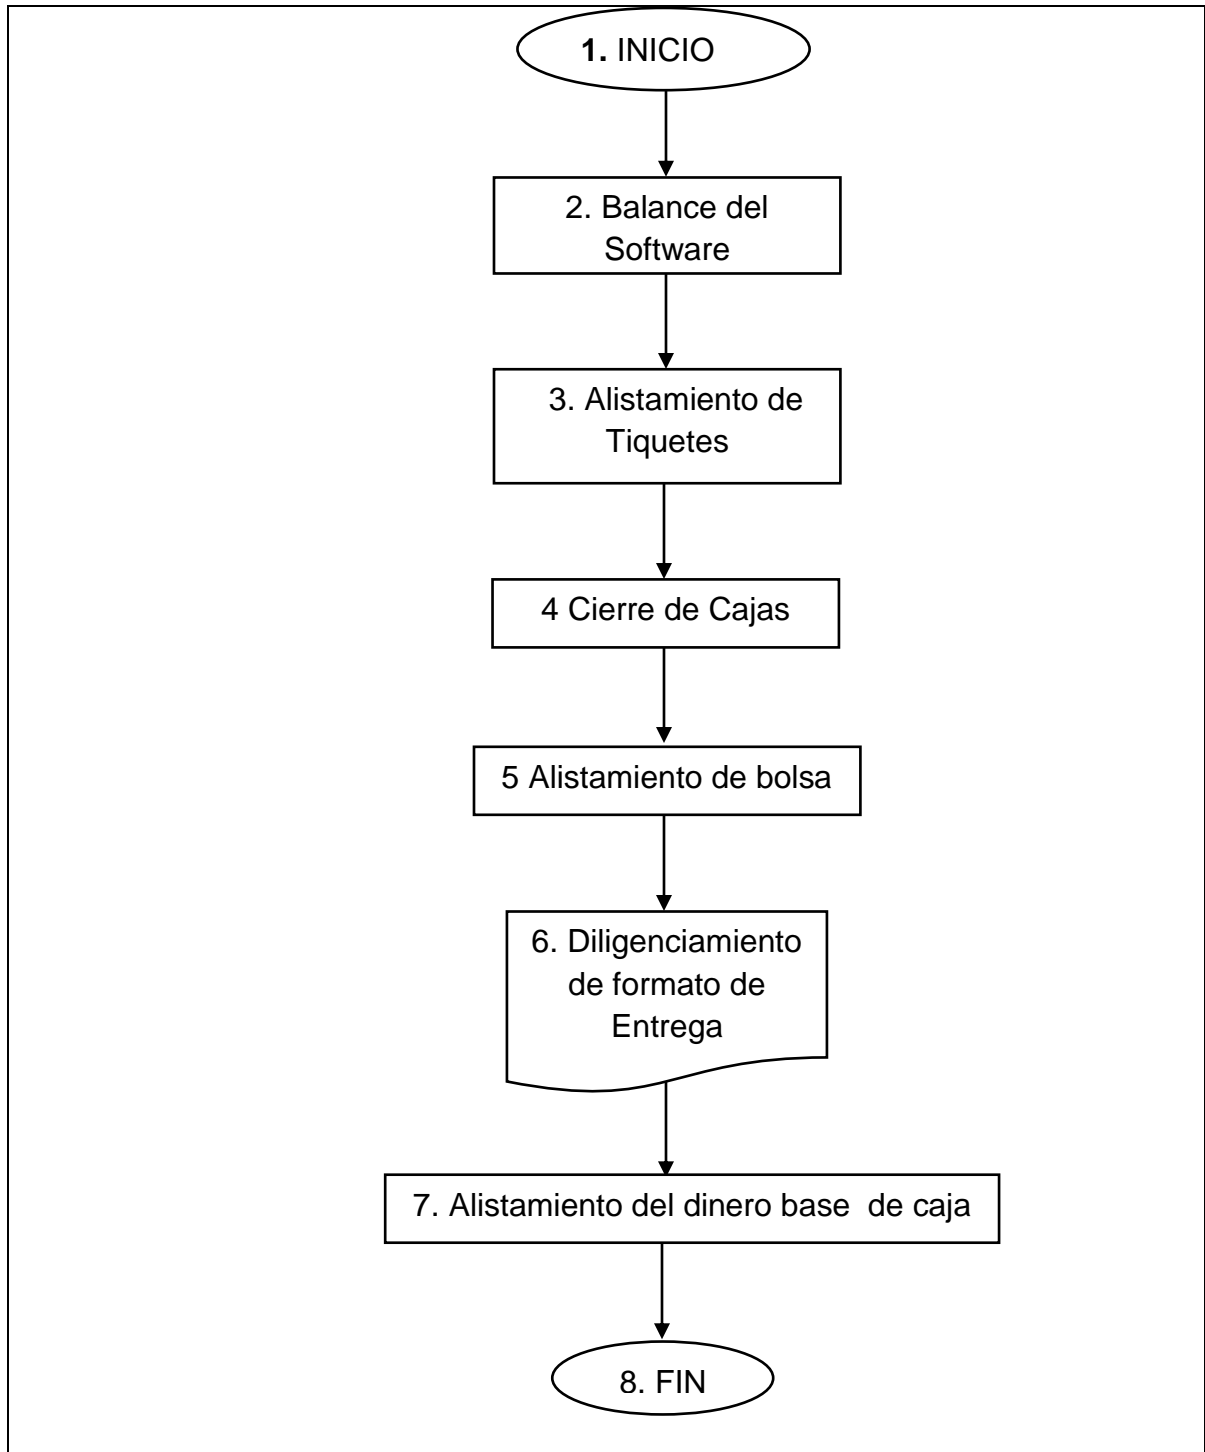 1. INICIO
2. Balance del
Software
3. Alistamiento de
Tiquetes
4 Cierre de Cajas
5 Alistamiento de bolsa
6. Diligenciamiento
de formato de
Entrega
7. Alistamiento del dinero base  de caja
8. FIN